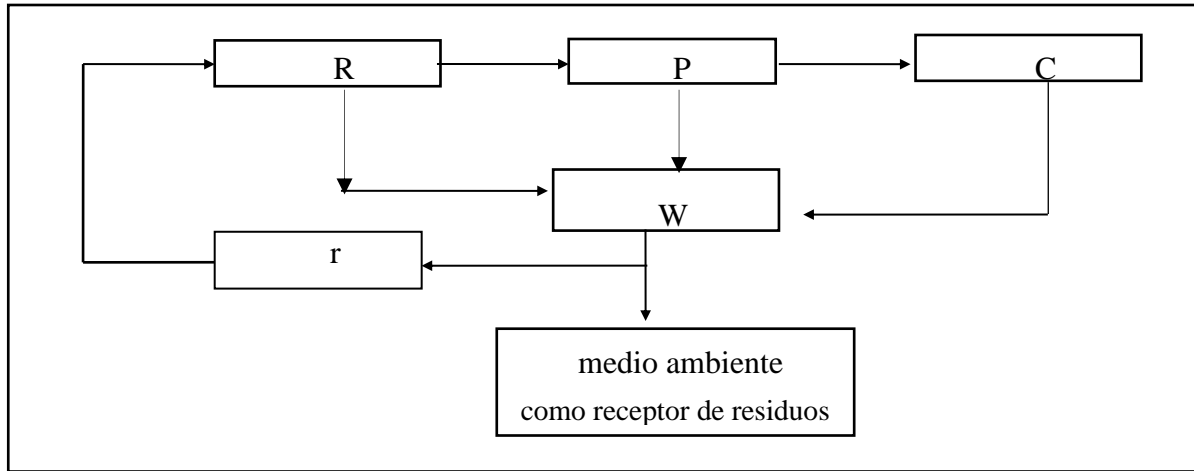 R
P
C
W
r
medio ambiente
como receptor de residuos